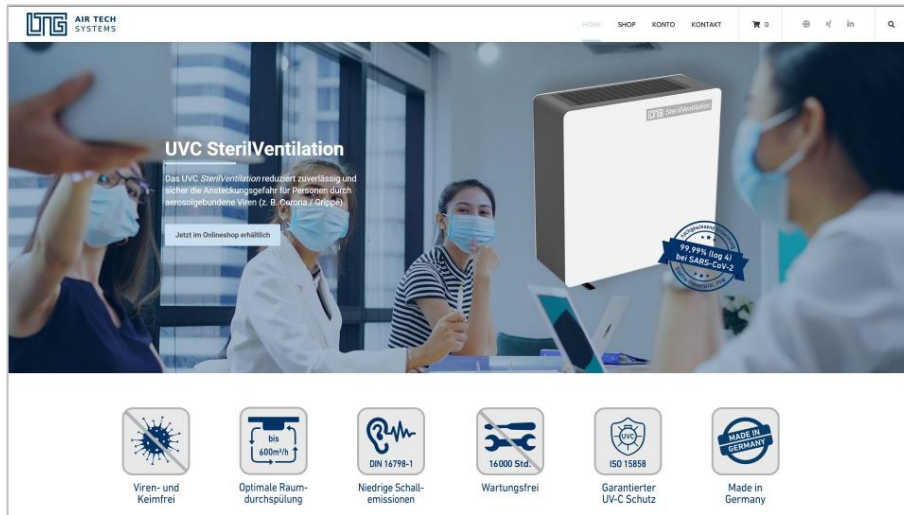 LTG AIR TECH
SYSTEMS
HOME SHOP KONTO KONTAKT 0 in
UVC SterilVentilation
Das UVC SterilVentilation reduziert zuverlässig und
sicher die Ansteckungsgefahr für Personen durch
aerosolgebundene Viren (z. B. Corona / Grippe).
Jetzt im Onlineshop erhältlich
LTG SterilVentilation
99,99% (log 4)
bei SARS-CoV-2
bis
600m³/h
DIN 16798-1
16000 Std.
UVC
ISO 15858
MADE IN
GERMANY
Viren- und
Keimfrei
Optimale Raum-
durchspülung
Niedrige Schall-
emissionen
Wartungsfrei
Garantierter
UV-C Schutz
Made in
Germany